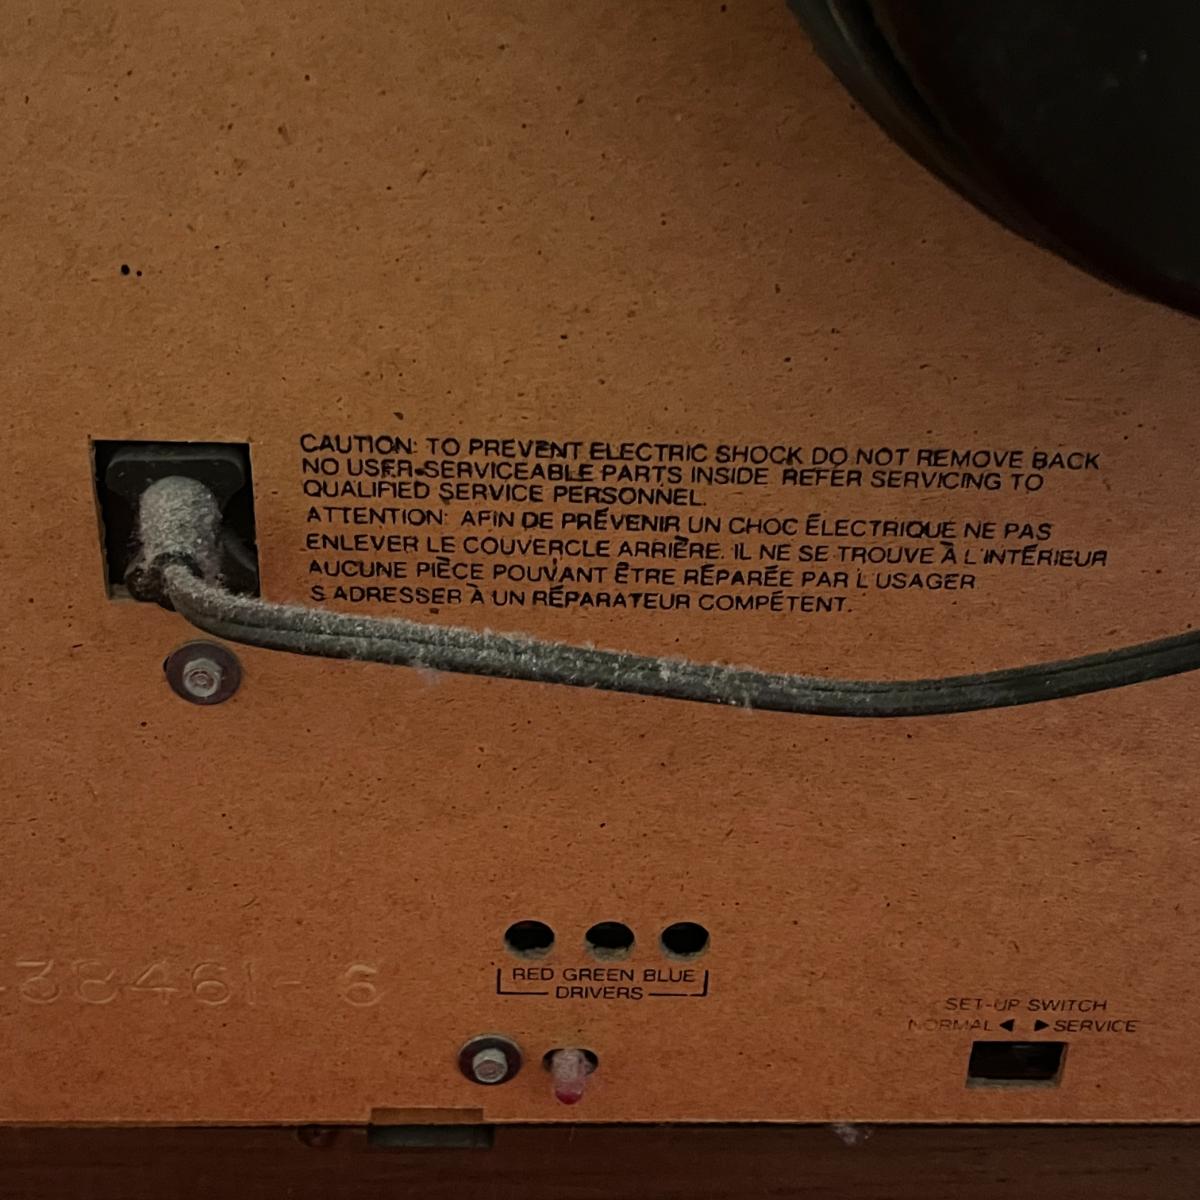 CAUTION: TO PREVENT ELECTRIC SHOCK DO NOT REMOVE BACK
NO USER-SERVICEABLE PARTS INSIDE REFER SERVICING TO
QUALIFIED SERVICE PERSONNEL.
ATTENTION: AFIN DE PRÉVENIR UN CHOC ÉLECTRIQUE NE PAS
ENLEVER LE COUVERCLE ARRIÈRE. IL NE SE TROUVE À L'INTÉRIEUR
AUCUNE PIÈCE POUVANT ÊTRE RÉPARÉE PAR L'USAGER
S'ADRESSER À UN RÉPARATEUR COMPÉTENT.
RED GREEN BLUE
DRIVERS
-38461-6
SET-UP SWITCH
NORMAL ◀ ▶ SERVICE